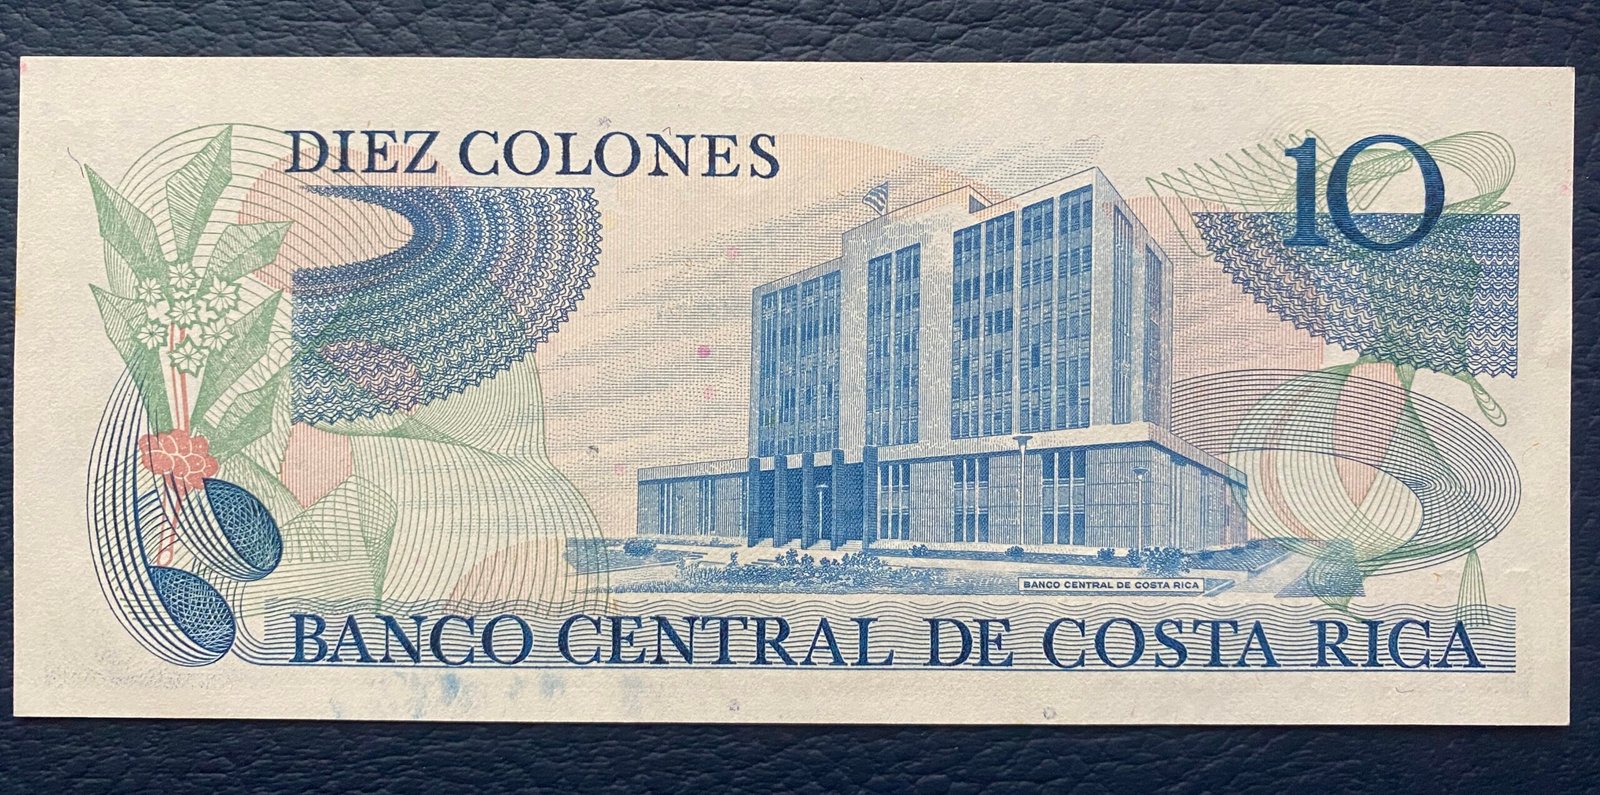 DIEZ COLONES
10
BANCO CENTRAL DE COSTA RICA
BANCO CENTRAL DE COSTA RICA